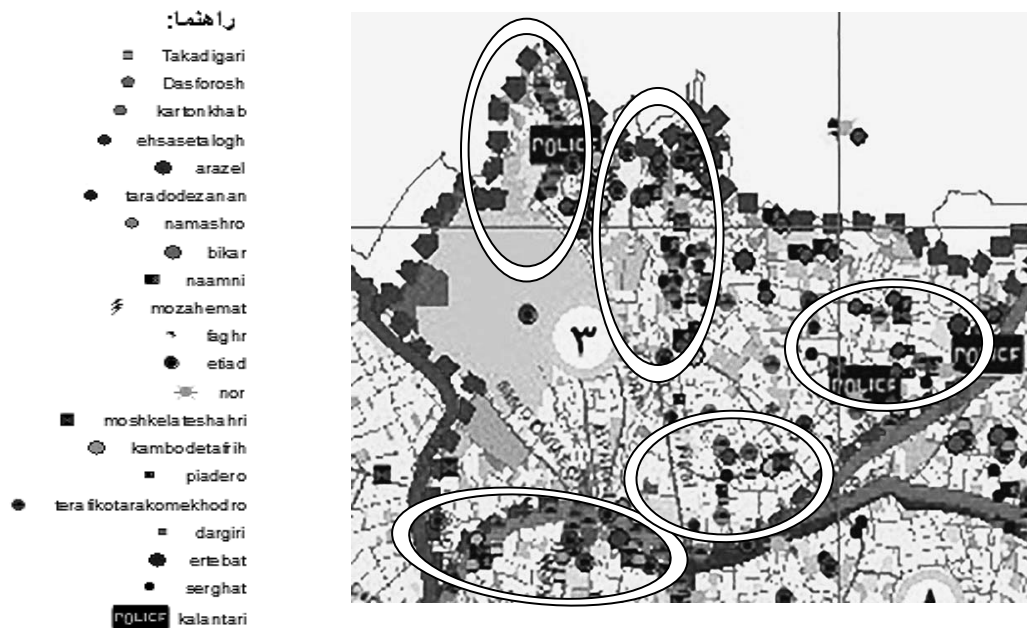 راهنما:
Takadigari
Dasforosh
kartonkhab
ehsasetalogh
arazel
taradodezanan
namashro
bikar
naamni
mozahemat
faghr
etiad
nor
moshkelateshahri
kambodetafrih
piadero
terafikotarakomekhodro
dargiri
ertebat
serghat
POLICE kalantari
POLICE
۳
POLICE
POLICE